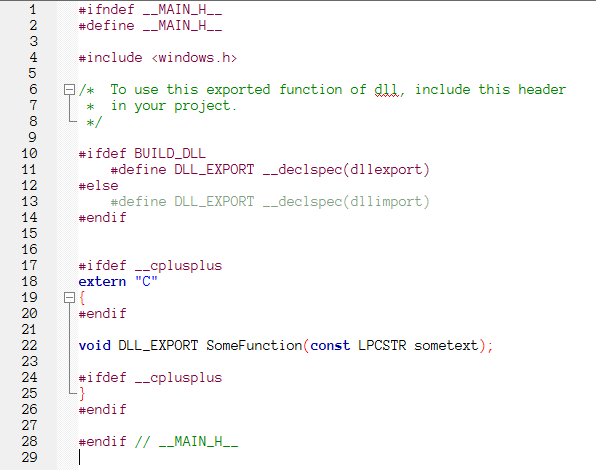 1 #ifndef __MAIN_H__
2 #define __MAIN_H__
3
4 #include <windows.h>
5
6 /*  To use this exported function of dll, include this header
7  *  in your project.
8  */
9
10 #ifdef BUILD_DLL
11     #define DLL_EXPORT __declspec(dllexport)
12 #else
13     #define DLL_EXPORT __declspec(dllimport)
14 #endif
15
16
17 #ifdef __cplusplus
18 extern "C"
19 {
20 #endif
21
22 void DLL_EXPORT SomeFunction(const LPCSTR sometext);
23
24 #ifdef __cplusplus
25 }
26 #endif
27
28 #endif // __MAIN_H__
29